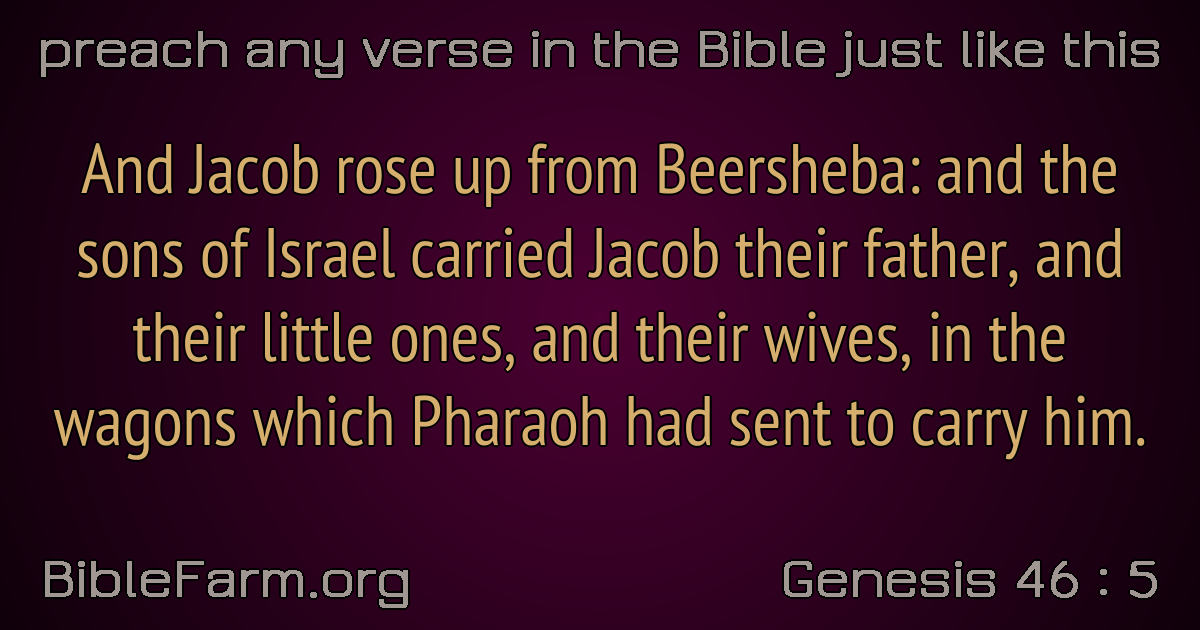 preach any verse in the Bible just like this
And Jacob rose up from Beersheba: and the
sons of Israel carried Jacob their father, and
their little ones, and their wives, in the
wagons which Pharaoh had sent to carry him.
BibleFarm.org
Genesis 46 : 5